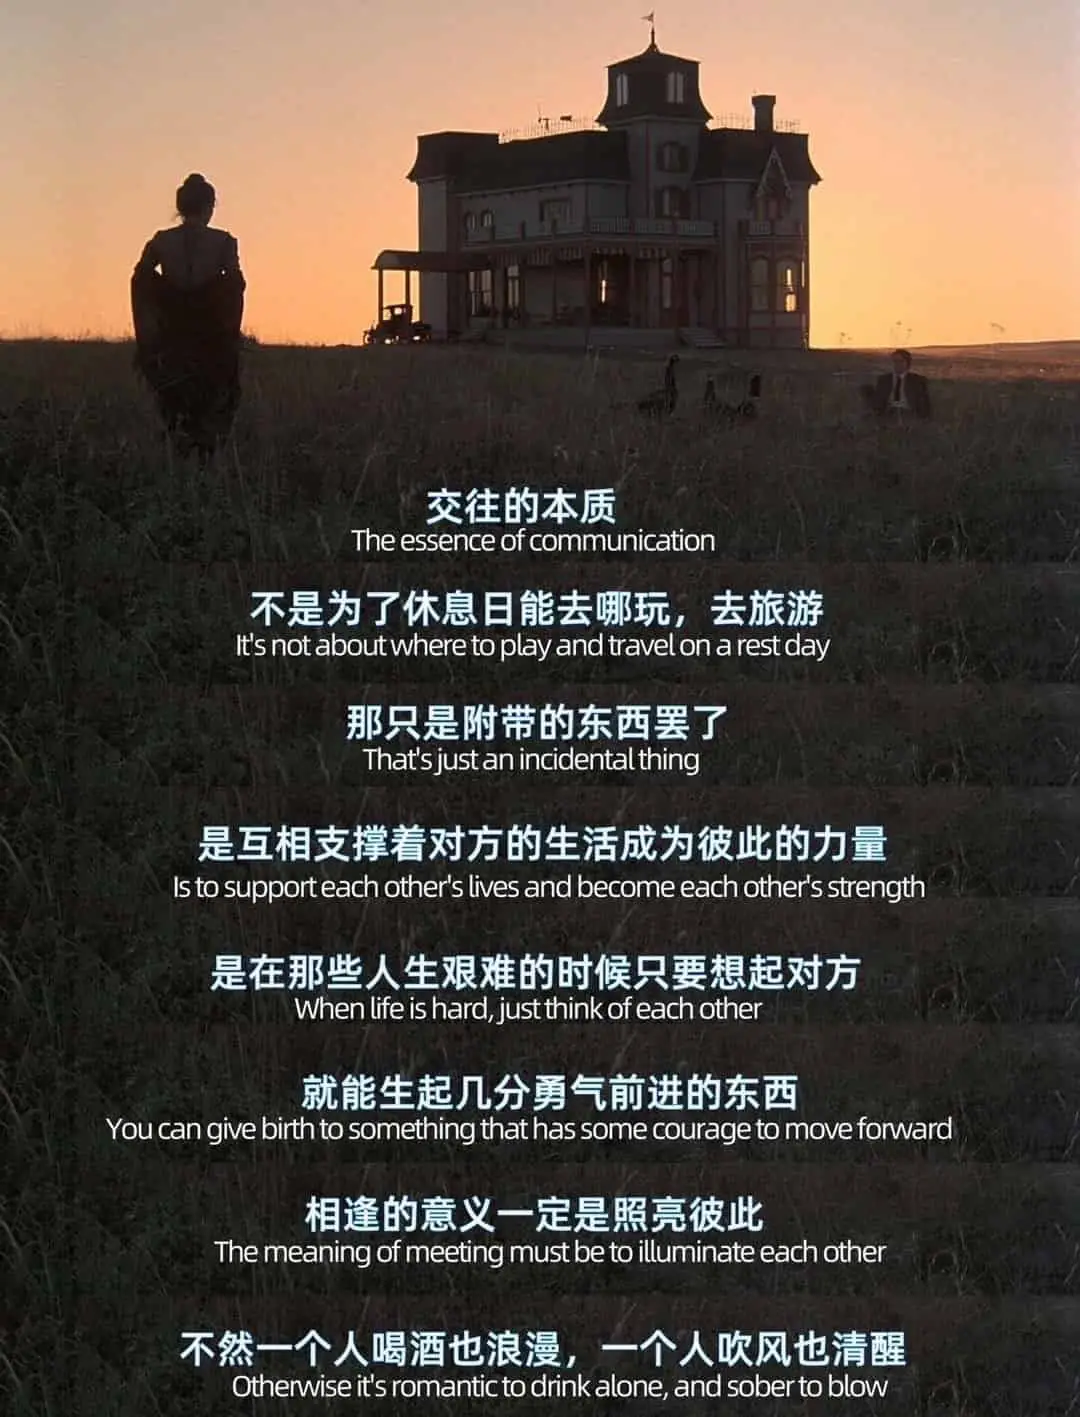 交往的本质
The essence of communication
不是为了休息日能去哪玩，去旅游
It's not about where to play and travel on a rest day
那只是附带的东西罢了
That's just an incidental thing
是互相支撑着对方的生活成为彼此的力量
Is to support each other's lives and become each other's strength
是在那些人生艰难的时候只要想起对方
When life is hard, just think of each other
就能生起几分勇气前进的东西
You can give birth to something that has some courage to move forward
相逢的意义一定是照亮彼此
The meaning of meeting must be to illuminate each other
不然一个人喝酒也浪漫，一个人吹风也清醒
Otherwise it's romantic to drink alone, and sober to blow